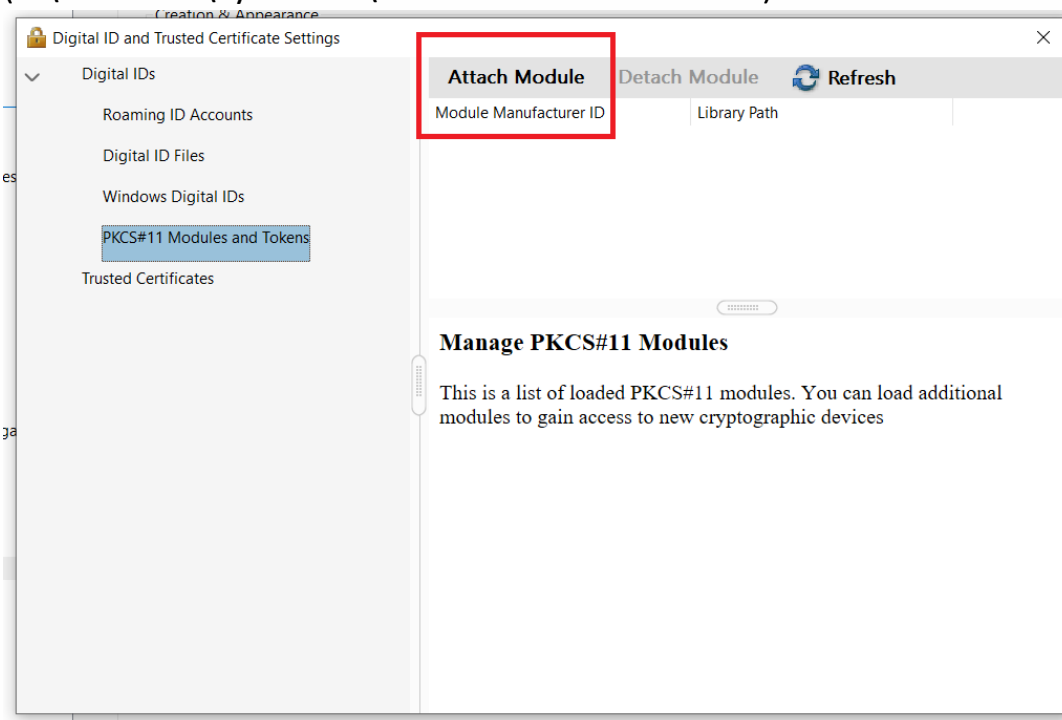 Creation & Appearance
Digital ID and Trusted Certificate Settings
Digital IDs
Roaming ID Accounts
Digital ID Files
Windows Digital IDs
PKCS#11 Modules and Tokens
Trusted Certificates
Attach Module Detach Module Refresh
Module Manufacturer ID Library Path
Manage PKCS#11 Modules
This is a list of loaded PKCS#11 modules. You can load additional
modules to gain access to new cryptographic devices